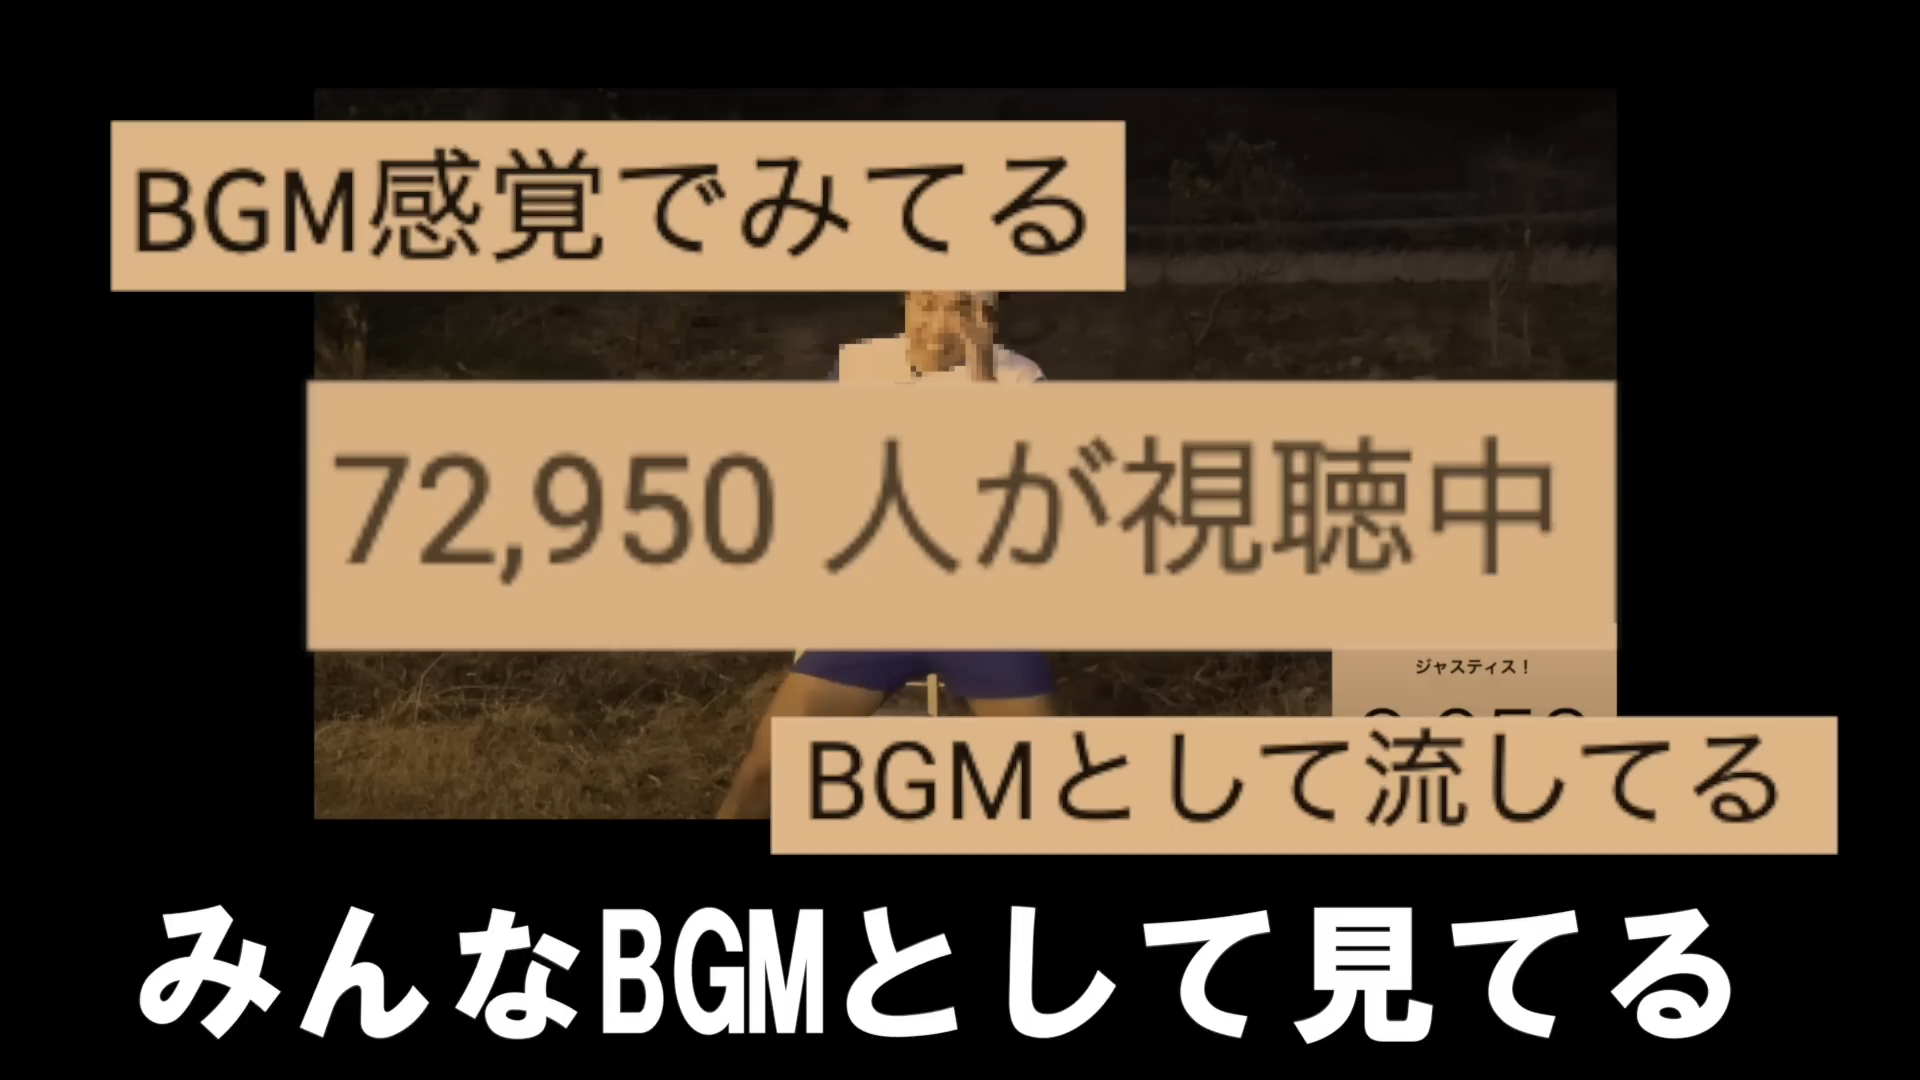 BGM感覚でみてる
72,950 人が視聴中
ジャスティス!
BGMとして流してる
みんなBGMとして見てる